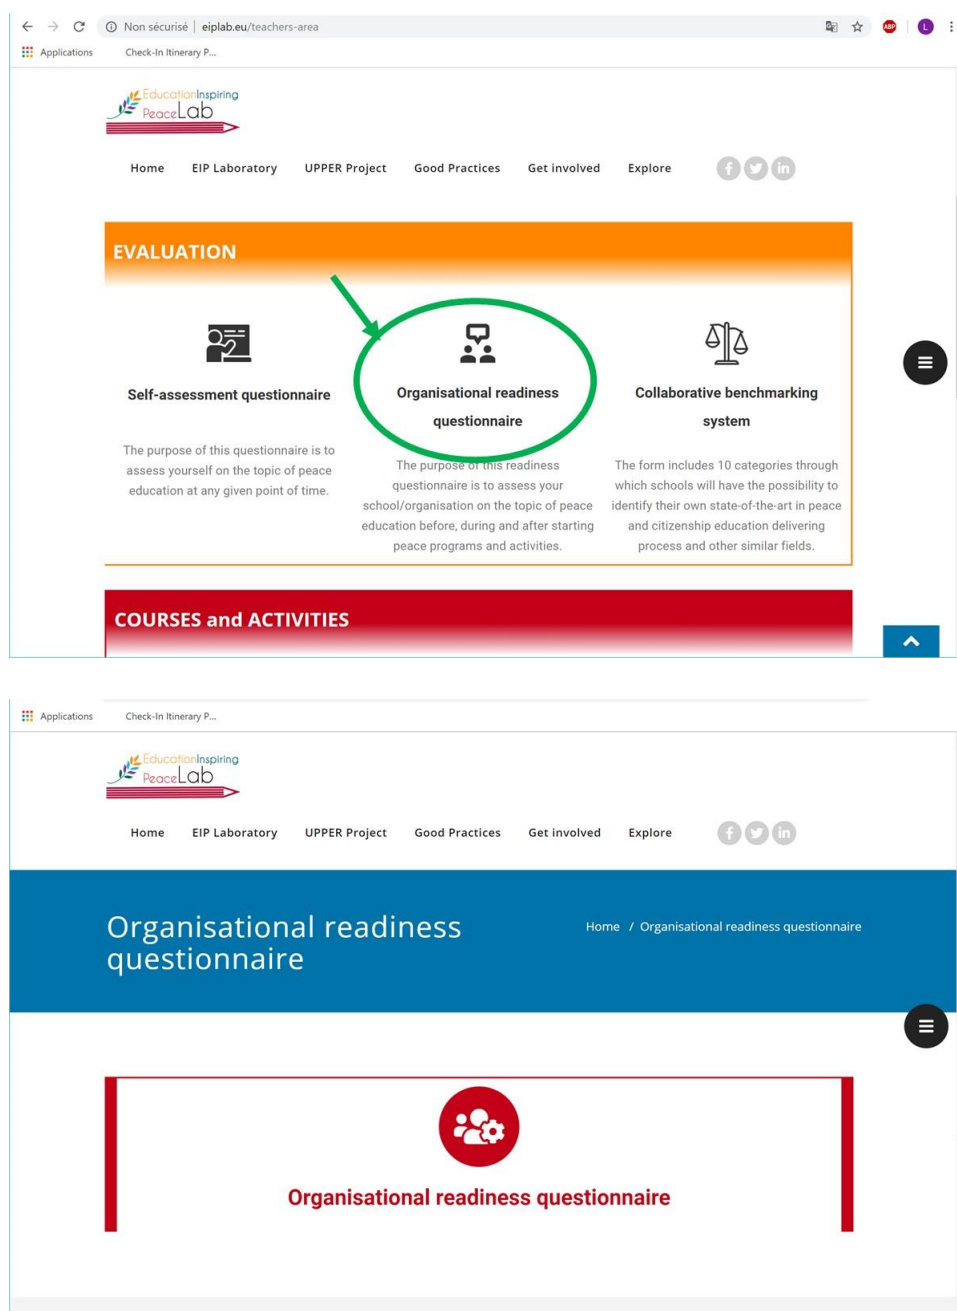 Non sécurisé | eiplab.eu/teachers-area
ABP
L
Applications Check-In Itinerary P...
EducationInspiring
PeaceLab
Home EIP Laboratory UPPER Project Good Practices Get involved Explore
EVALUATION
Self-assessment questionnaire
The purpose of this questionnaire is to
assess yourself on the topic of peace
education at any given point of time.
Organisational readiness
questionnaire
The purpose of this readiness
questionnaire is to assess your
school/organisation on the topic of peace
education before, during and after starting
peace programs and activities.
Collaborative benchmarking
system
The form includes 10 categories through
which schools will have the possibility to
identify their own state-of-the-art in peace
and citizenship education delivering
process and other similar fields.
COURSES and ACTIVITIES
Applications Check-In Itinerary P...
EducationInspiring
PeaceLab
Home EIP Laboratory UPPER Project Good Practices Get involved Explore
Organisational readiness
questionnaire
Home / Organisational readiness questionnaire
Organisational readiness questionnaire